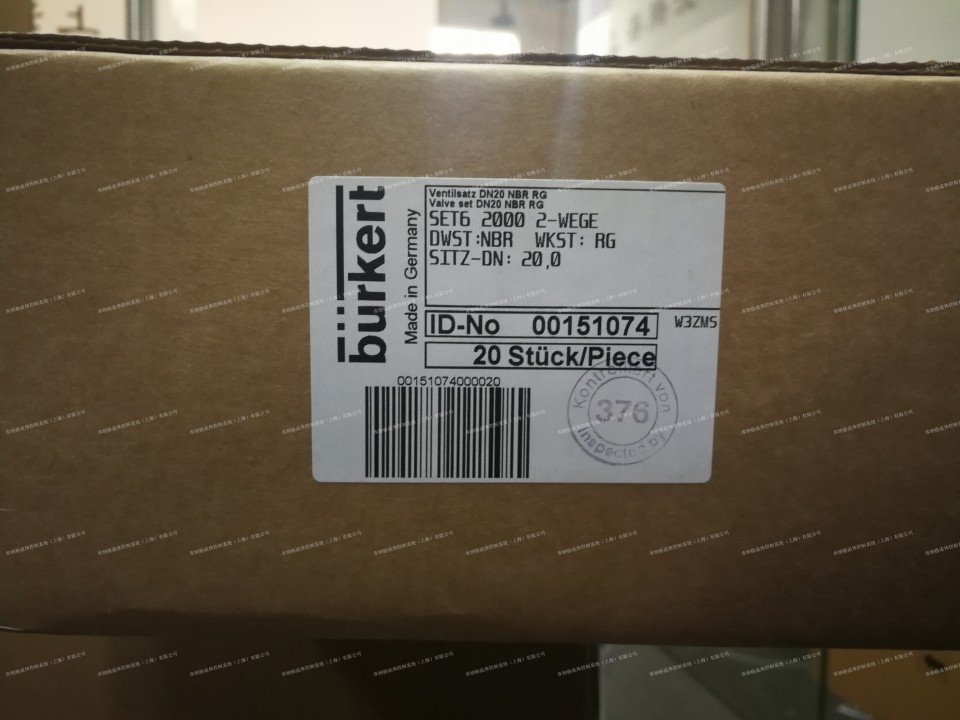 bürkert
Made in Germany
Ventilsatz DN20 NBR RG
Valve set DN20 NBR RG
SET6 2000 2-WEGE
DWST:NBR WKST: RG
SITZ-DN: 20,0
ID-No 00151074
W3ZMS
20 Stück/Piece
00151074000020
Kontrolliert von
376
Inspected by